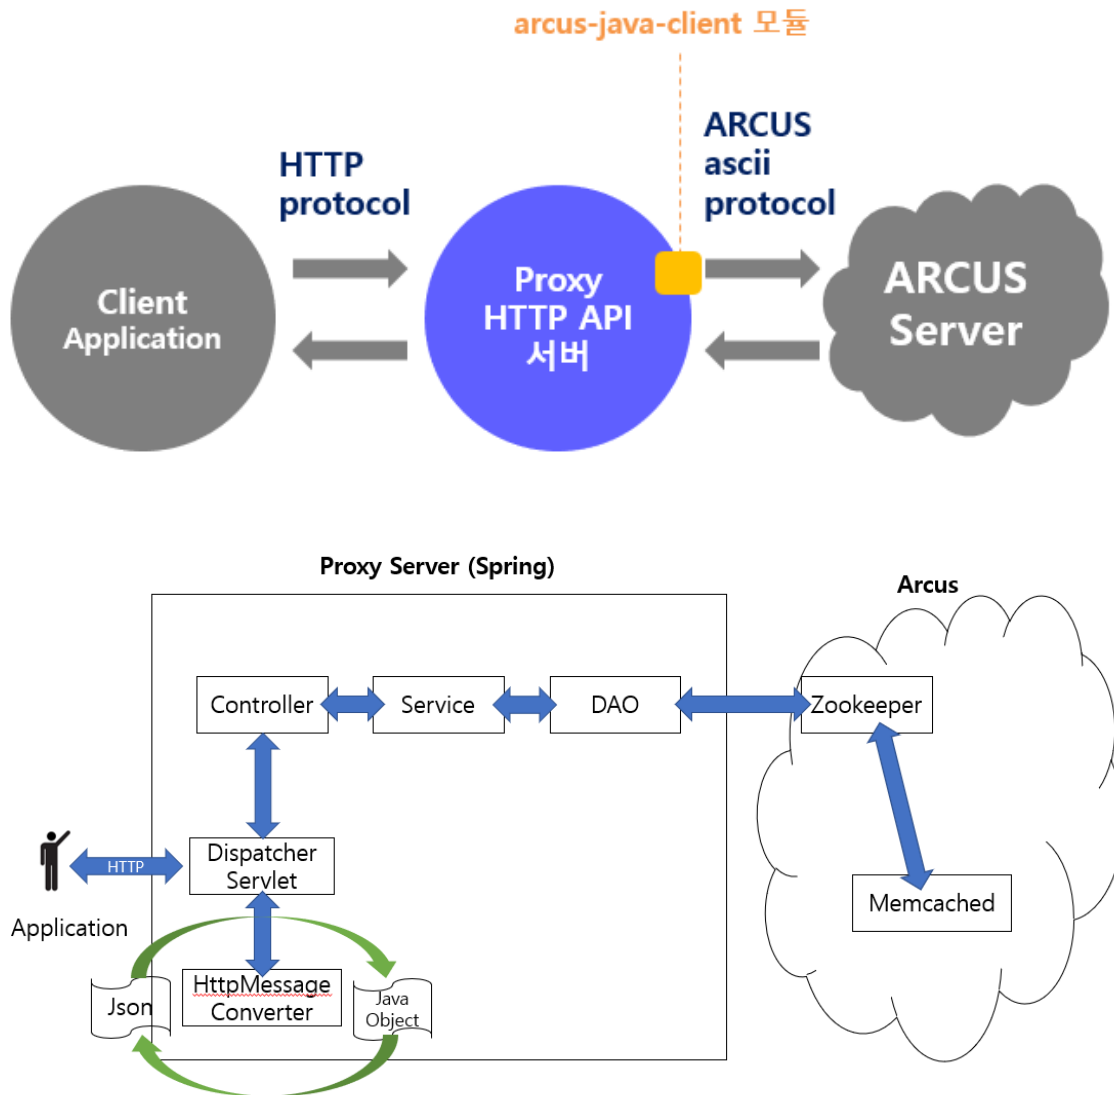 arcus-java-client 모듈
HTTP
protocol
ARCUS
ascii
protocol
Client
Application
Proxy
HTTP API
서버
ARCUS
Server
Proxy Server (Spring)
Arcus
Controller
Service
DAO
Zookeeper
HTTP
Dispatcher
Servlet
Memcached
Application
Json
HttpMessage
Converter
Java
Object